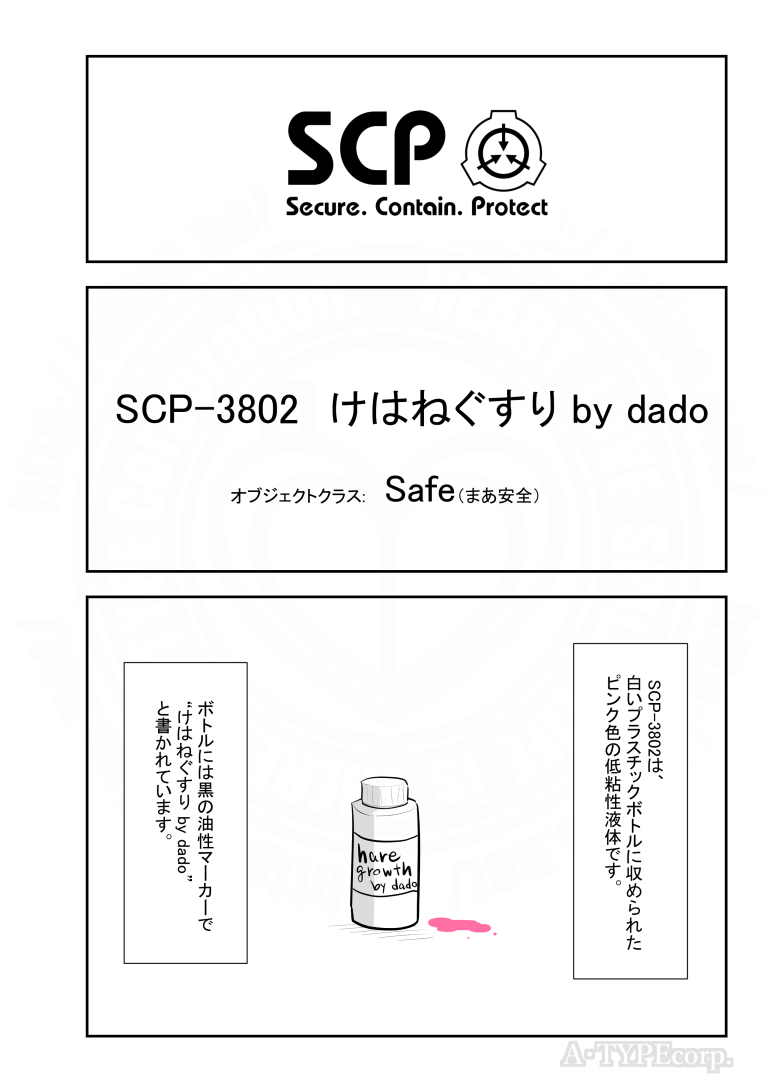 SCP
Secure. Contain. Protect
SCP-3802　けはねぐすり by dado
オブジェクトクラス:　Safe（まあ安全）
SCP-3802は、
白いプラスチックボトルに収められた
ピンク色の低粘性液体です。
hare
growth
by dado
ボトルには黒の油性マーカーで
“けはねぐすり by dado”
と書かれています。
A-TYPEcorp.